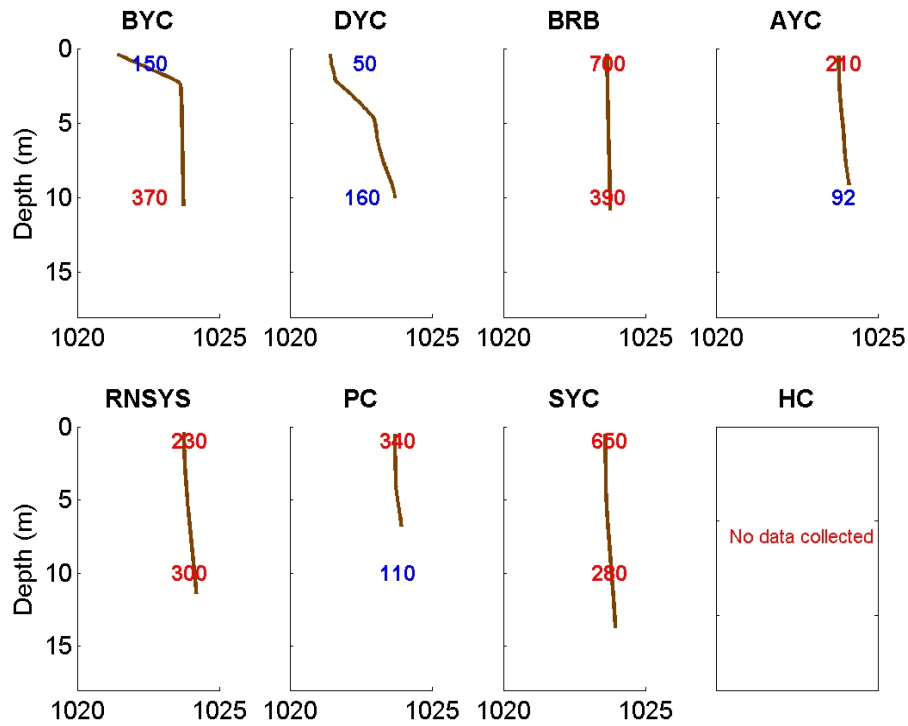 BYC DYC BRB AYC
0 150 50 700 210
5
Depth (m)
10 370 160 390 92
15
1020 1025 1020 1025 1020 1025 1020 1025
RNSYS PC SYC HC
0 230 340 650
5
Depth (m)
No data collected
10 300 110 280
15
1020 1025 1020 1025 1020 1025 1020 1025